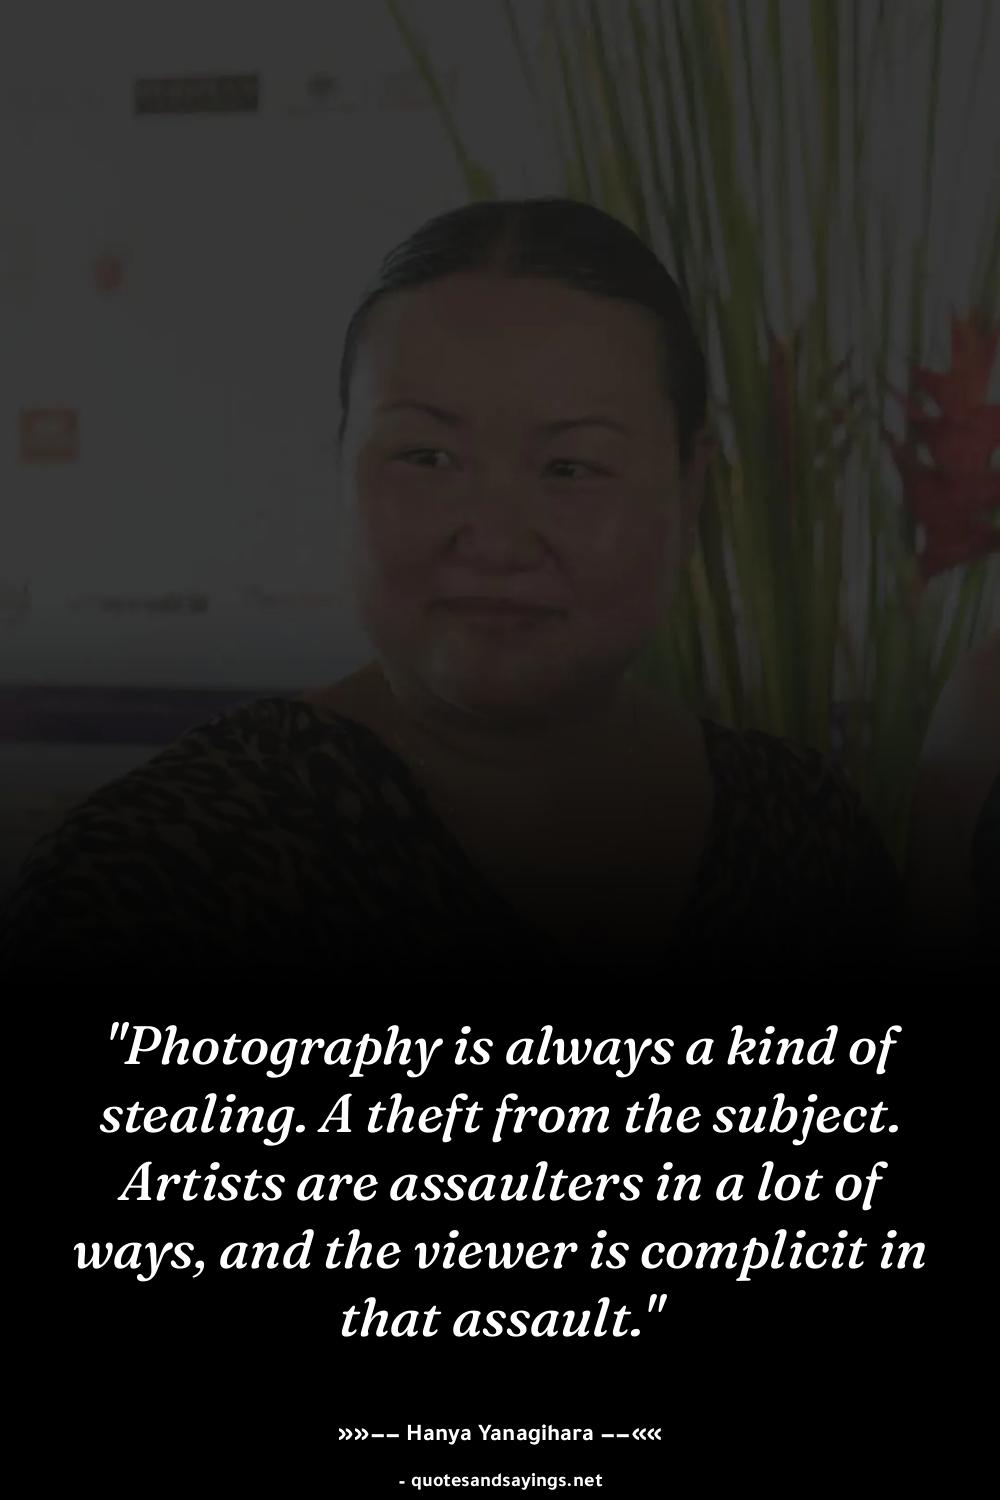 "Photography is always a kind of
stealing. A theft from the subject.
Artists are assaulters in a lot of
ways, and the viewer is complicit in
that assault."
»»−− Hanya Yanagihara −−««
- quotesandsayings.net